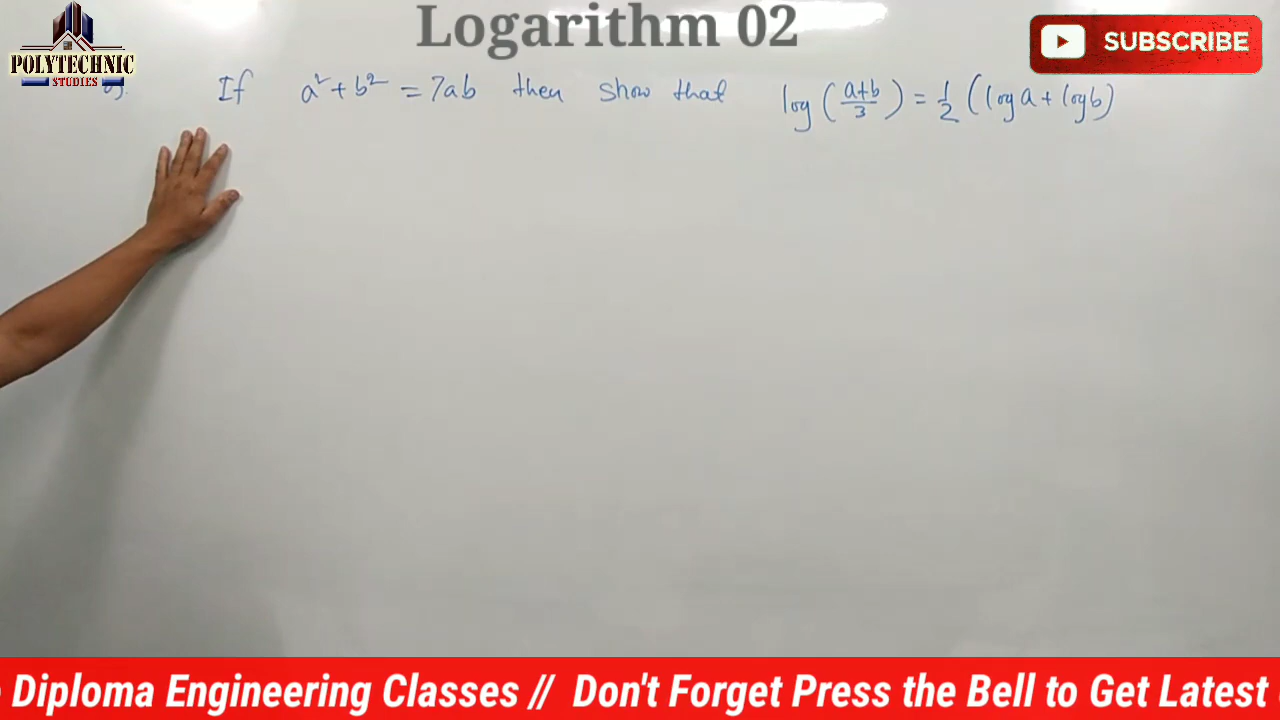 Logarithm 02
POLYTECHNIC
STUDIES
SUBSCRIBE
If a² + b² = 7ab then show that log (a+b/3) = 1/2 (log a + log b)
Diploma Engineering Classes // Don't Forget Press the Bell to Get Latest